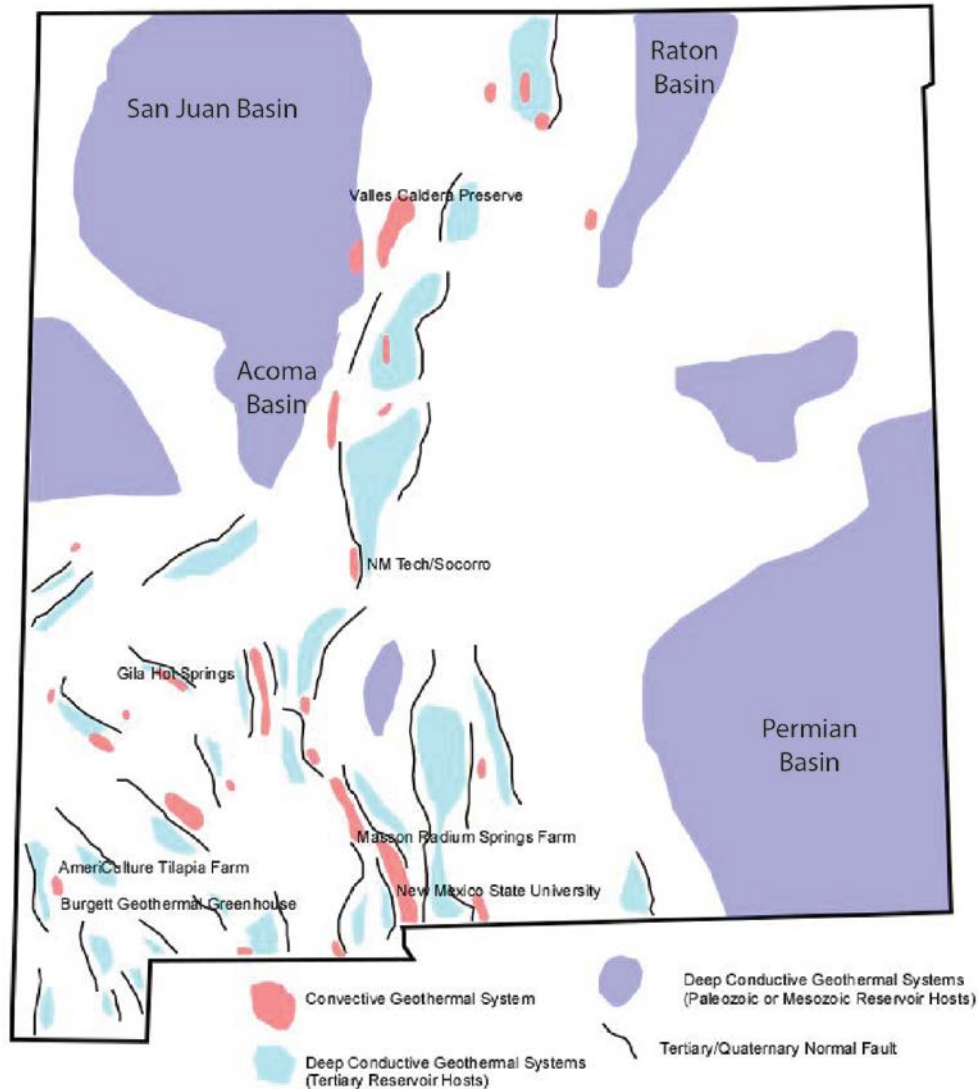 San Juan Basin
Raton
Basin
Valles Caldera Preserve
Acoma
Basin
NM Tech/Socorro
Gila Hot Springs
Permian
Basin
Masson Radium Springs Farm
AmeriCulture Tilapia Farm
New Mexico State University
Burgett Geothermal Greenhouse
Convective Geothermal System
Deep Conductive Geothermal Systems
(Tertiary Reservoir Hosts)
Deep Conductive Geothermal Systems
(Paleozoic or Mesozoic Reservoir Hosts)
Tertiary/Quaternary Normal Fault